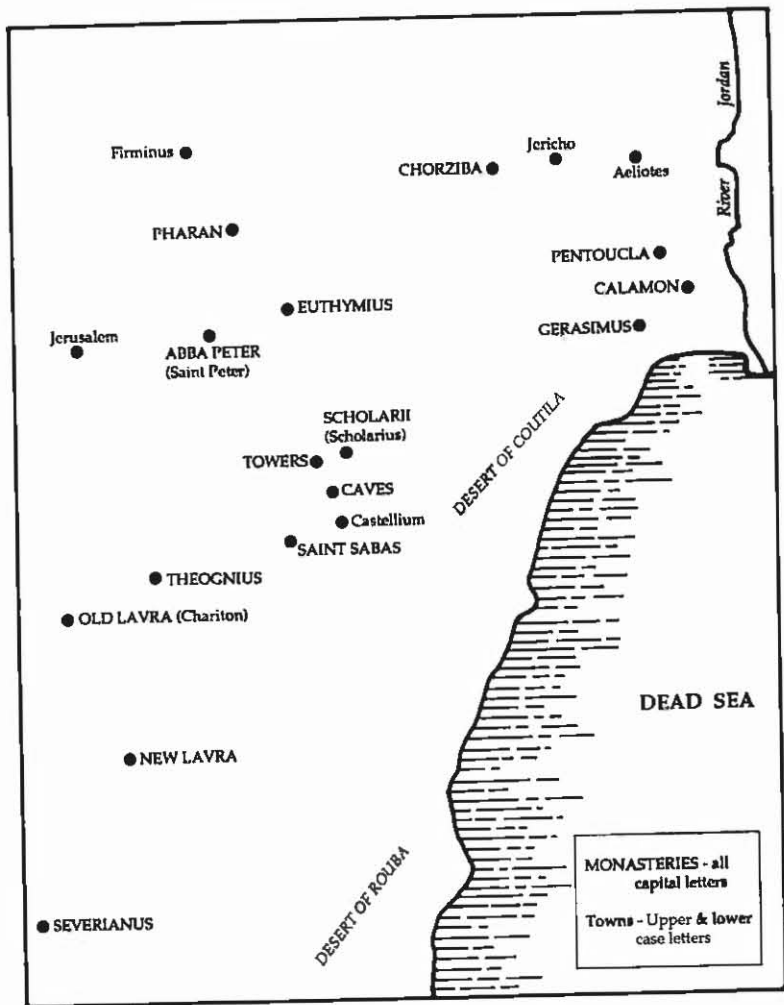 Jordan
River
Firminus
Jericho
CHORZIBA
Aeliotes
PHARAN
PENTOUCLA
CALAMON
EUTHYMIUS
GERASIMUS
Jerusalem
ABBA PETER
(Saint Peter)
SCHOLARII
(Scholarius)
DESERT OF COUTILA
TOWERS
CAVES
Castellium
SAINT SABAS
THEOGNIUS
OLD LAVRA (Chariton)
DEAD SEA
NEW LAVRA
DESERT OF ROUBA
SEVERIANUS
MONASTERIES - all
capital letters
Towns - Upper & lower
case letters